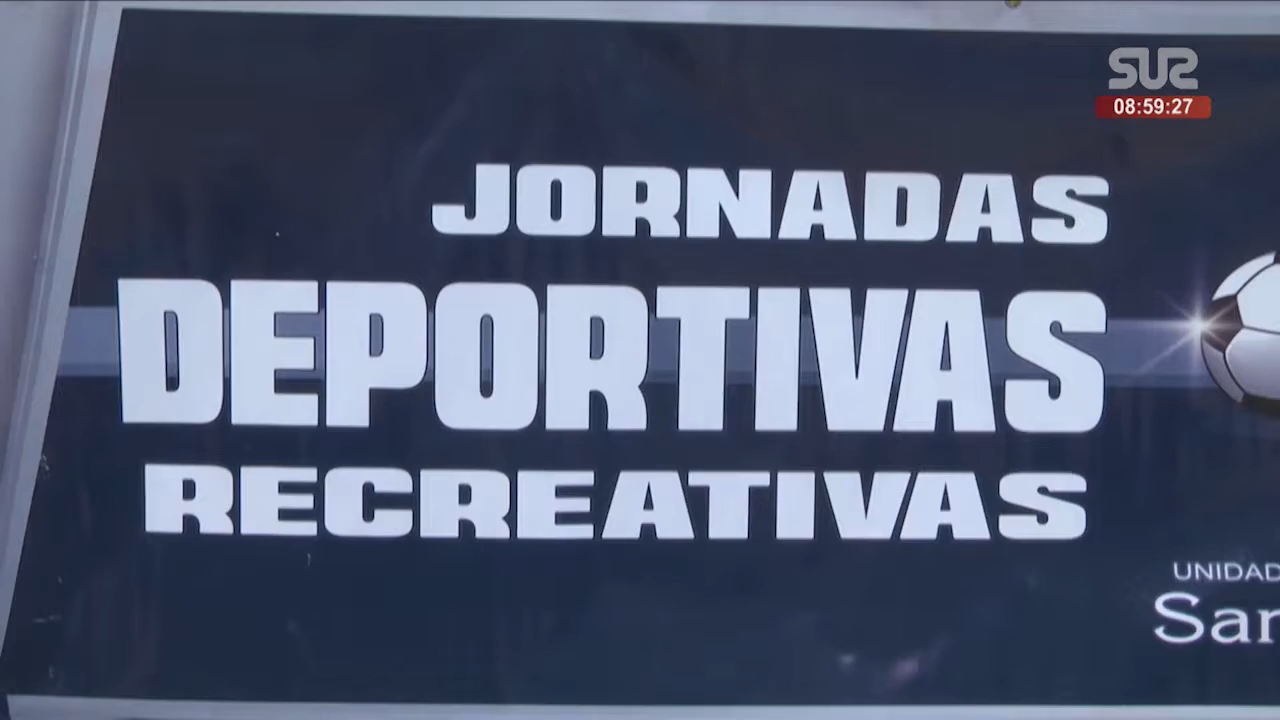 SUR
08:59:27
JORNADAS
DEPORTIVAS
RECREATIVAS
UNIDAD